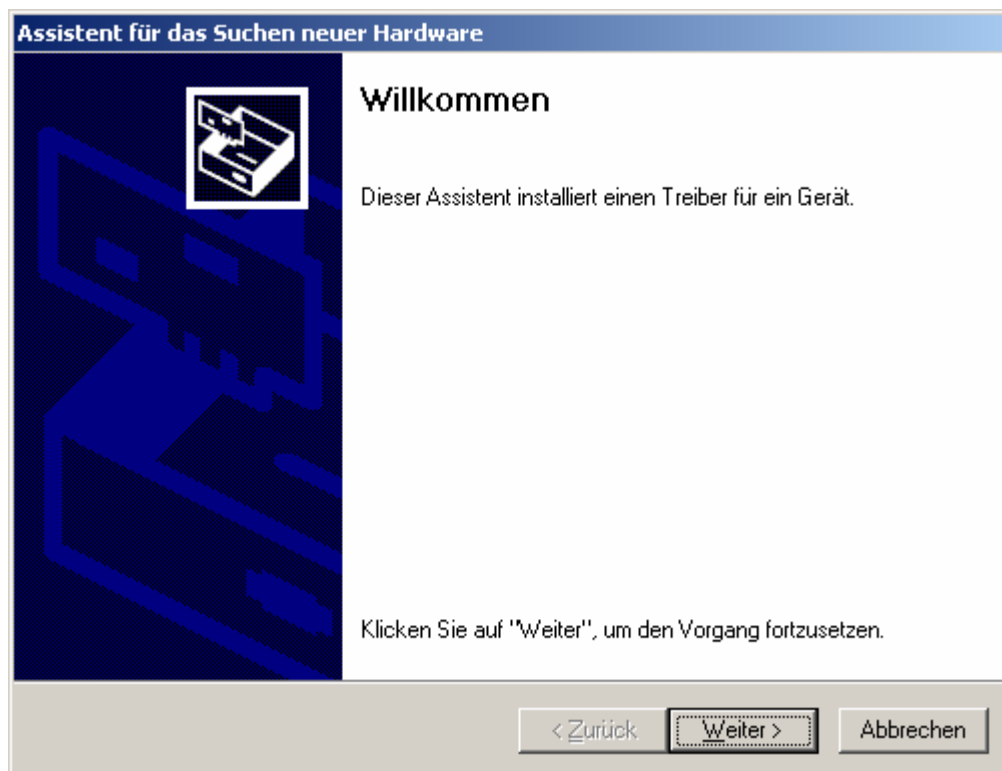 Assistent für das Suchen neuer Hardware
Willkommen
Dieser Assistent installiert einen Treiber für ein Gerät.
Klicken Sie auf "Weiter", um den Vorgang fortzusetzen.
< Zurück Weiter > Abbrechen